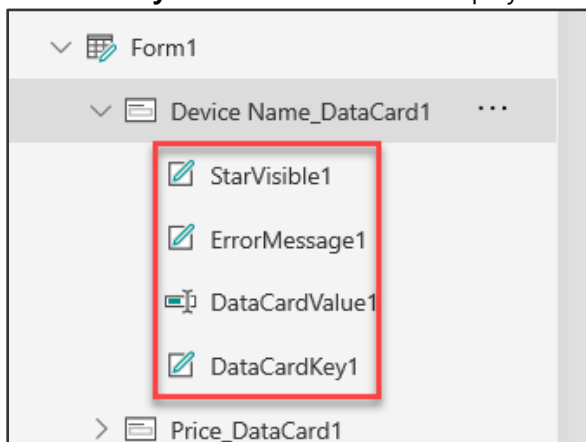 Form1
Device Name_DataCard1 ...
StarVisible1
ErrorMessage1
DataCardValue1
DataCardKey1
Price_DataCard1